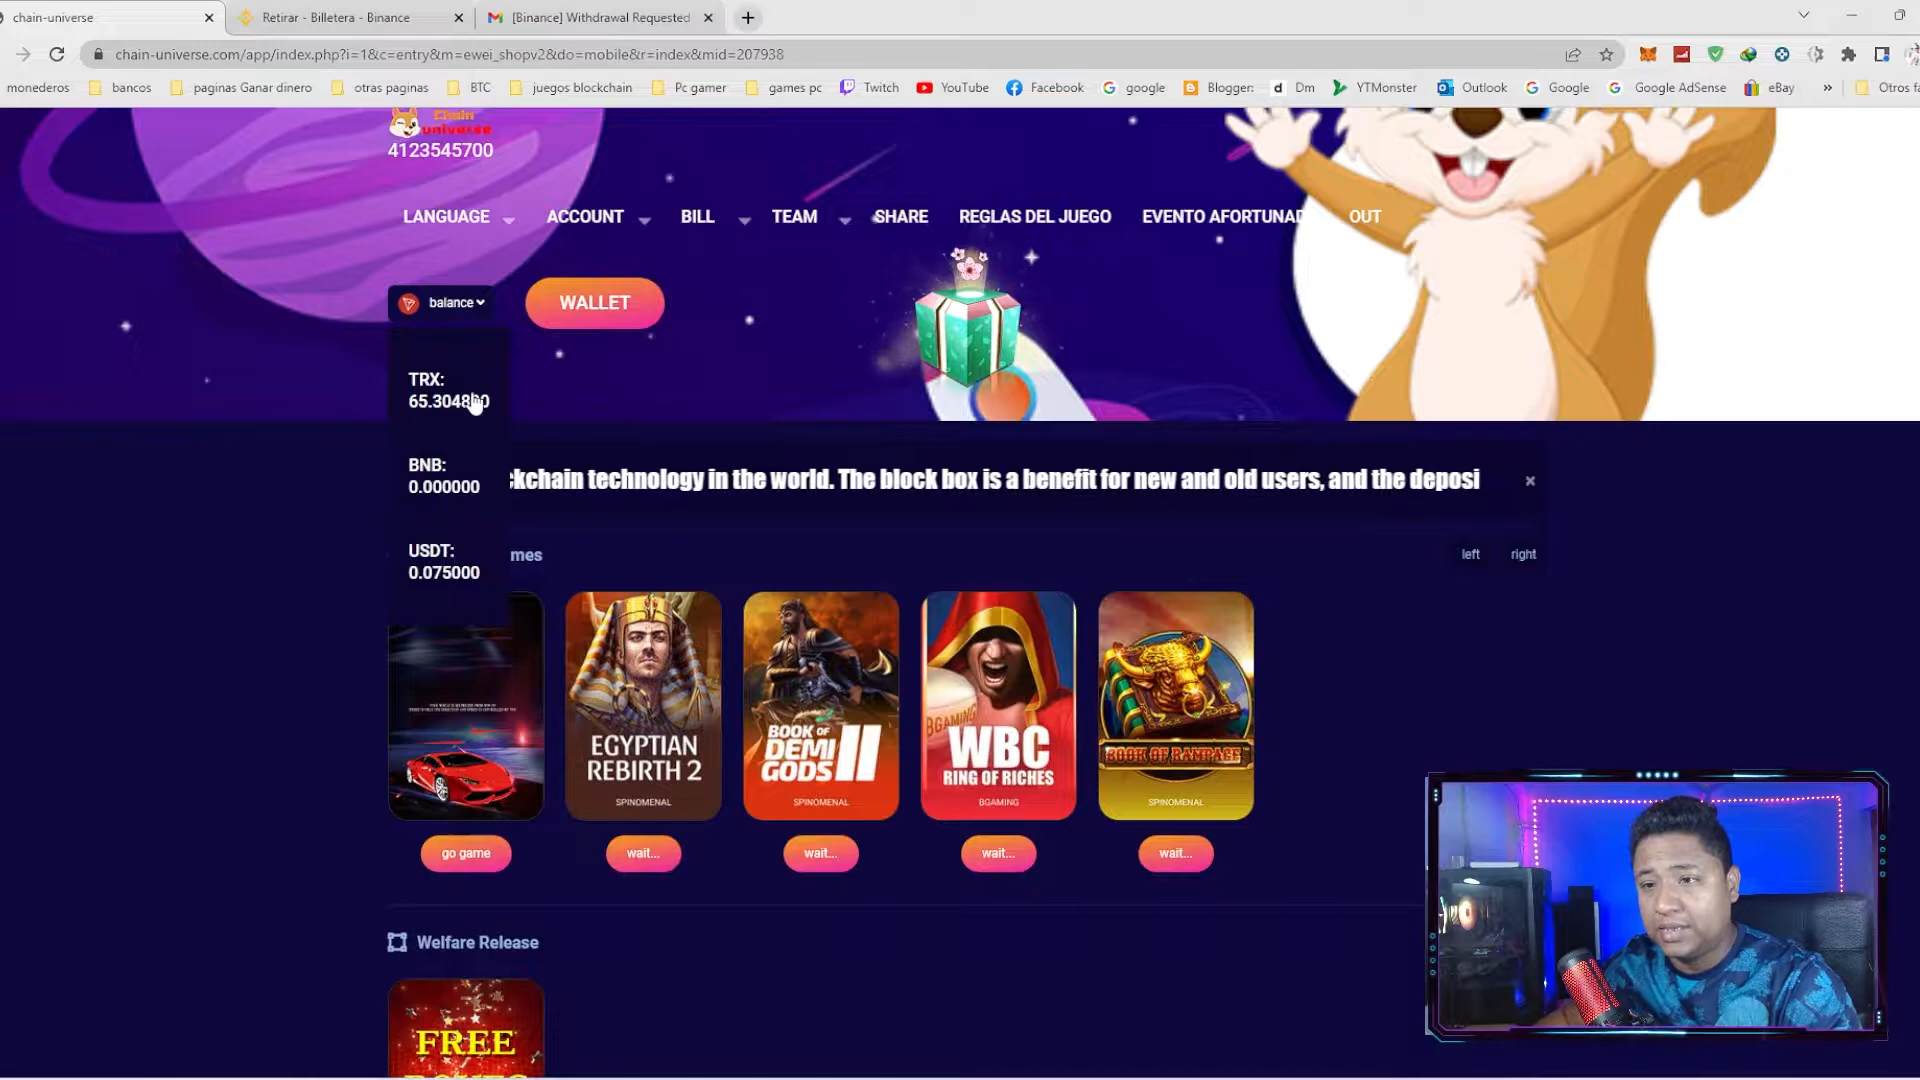 chain-universe
Retirar - Billetera - Binance
[Binance] Withdrawal Requested
chain-universe.com/app/index.php?i=1&c=entry&m=ewei_shopv2&do=mobile&r=index&mid=207938
monederos
bancos
paginas Ganar dinero
otras paginas
BTC
juegos blockchain
Pc gamer
games pc
Twitch
YouTube
Facebook
google
Blogger:
Dm
YTMonster
Outlook
Google
Google AdSense
eBay
Otros fa
Chain
universe
4123545700
LANGUAGE
ACCOUNT
BILL
TEAM
SHARE
REGLAS DEL JUEGO
EVENTO AFORTUNAD
OUT
balance
WALLET
TRX:
BNB:
0.000000
USDT:
0.075000
ckchain technology in the world. The block box is a benefit for new and old users, and the deposi
mes
left
right
EGYPTIAN
REBIRTH 2
SPINOMENAL
BOOK OF
DEMI
GODS II
SPINOMENAL
BGAMING
WBC
RING OF RICHES
BGAMING
BOOK OF RAMPAGE
SPINOMENAL
go game
wait...
wait...
wait...
wait...
Welfare Release
FREE